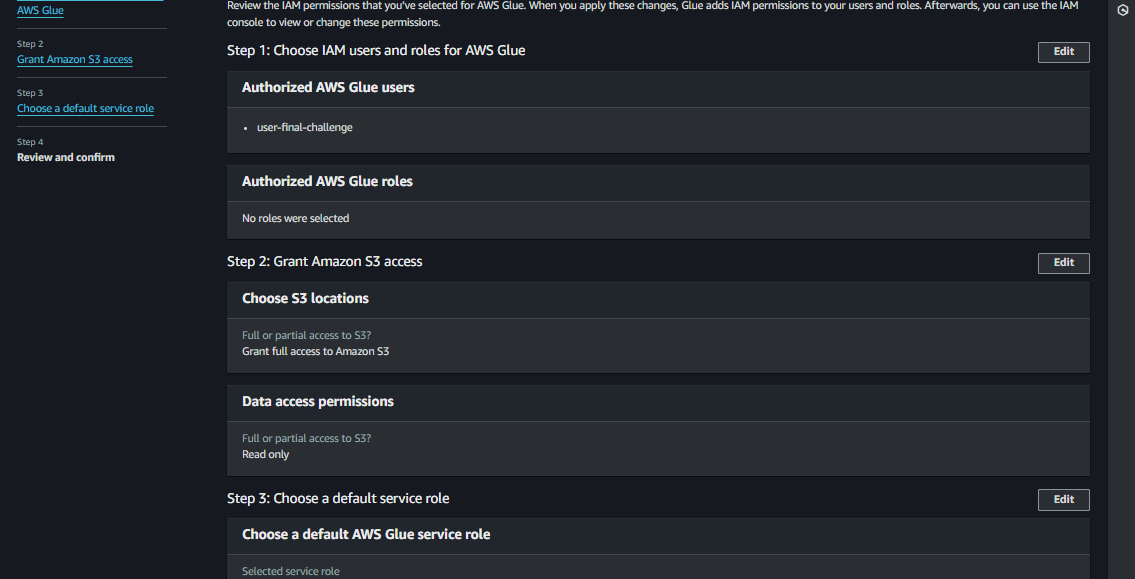 AWS Glue
Step 2
Grant Amazon S3 access
Step 3
Choose a default service role
Step 4
Review and confirm
Review the IAM permissions that you've selected for AWS Glue. When you apply these changes, Glue adds IAM permissions to your users and roles. Afterwards, you can use the IAM
console to view or change these permissions.
Step 1: Choose IAM users and roles for AWS Glue
Edit
Authorized AWS Glue users
• user-final-challenge
Authorized AWS Glue roles
No roles were selected
Step 2: Grant Amazon S3 access
Edit
Choose S3 locations
Full or partial access to S3?
Grant full access to Amazon S3
Data access permissions
Full or partial access to S3?
Read only
Step 3: Choose a default service role
Edit
Choose a default AWS Glue service role
Selected service role